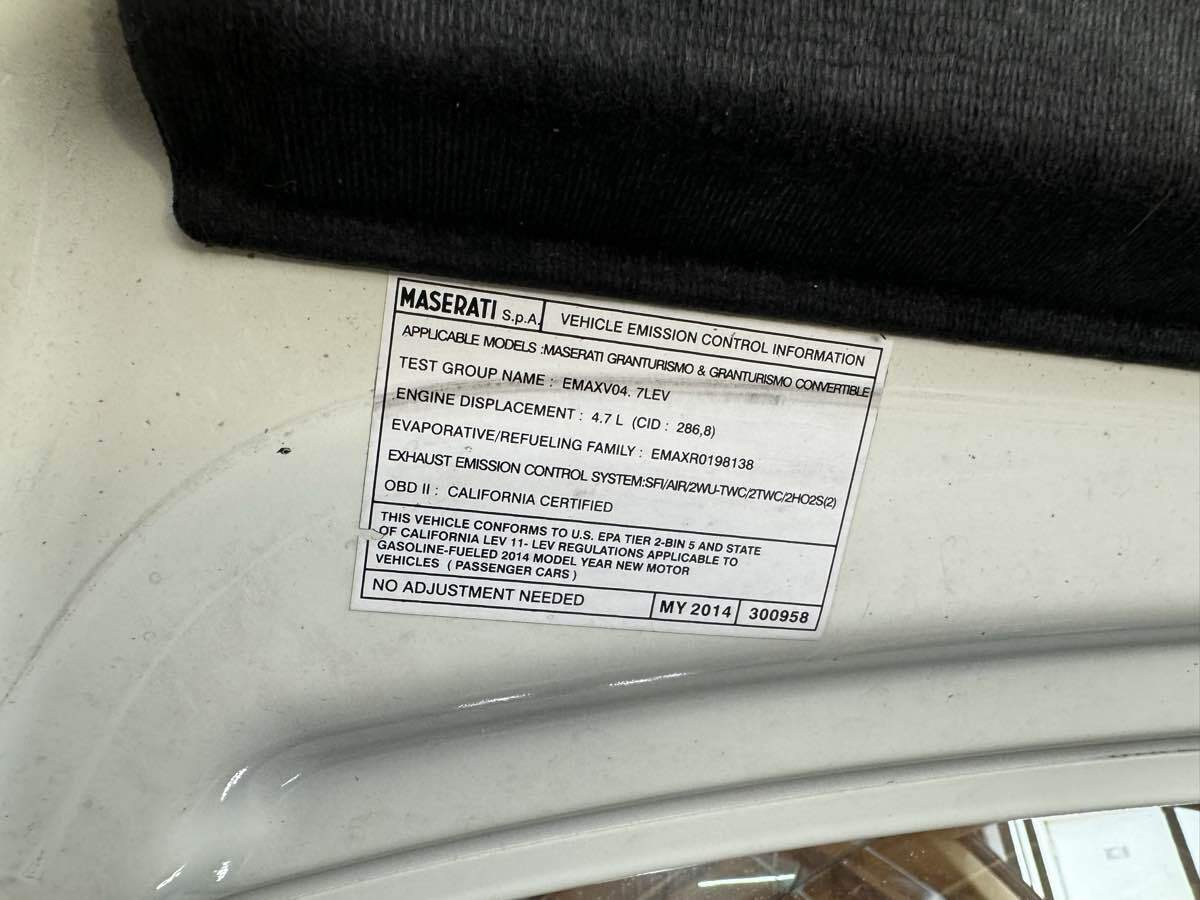 MASERATI S.p.A. VEHICLE EMISSION CONTROL INFORMATION
APPLICABLE MODELS :MASERATI GRANTURISMO & GRANTURISMO CONVERTIBLE
TEST GROUP NAME : EMAXV04. 7LEV
ENGINE DISPLACEMENT : 4.7 L (CID : 286,8)
EVAPORATIVE/REFUELING FAMILY : EMAXR0198138
EXHAUST EMISSION CONTROL SYSTEM:SFI/AIR/2WU-TWC/2TWC/2HO2S(2)
OBD II : CALIFORNIA CERTIFIED
THIS VEHICLE CONFORMS TO U.S. EPA TIER 2-BIN 5 AND STATE
OF CALIFORNIA LEV 11- LEV REGULATIONS APPLICABLE TO
GASOLINE-FUELED 2014 MODEL YEAR NEW MOTOR
VEHICLES ( PASSENGER CARS )
NO ADJUSTMENT NEEDED MY 2014 300958